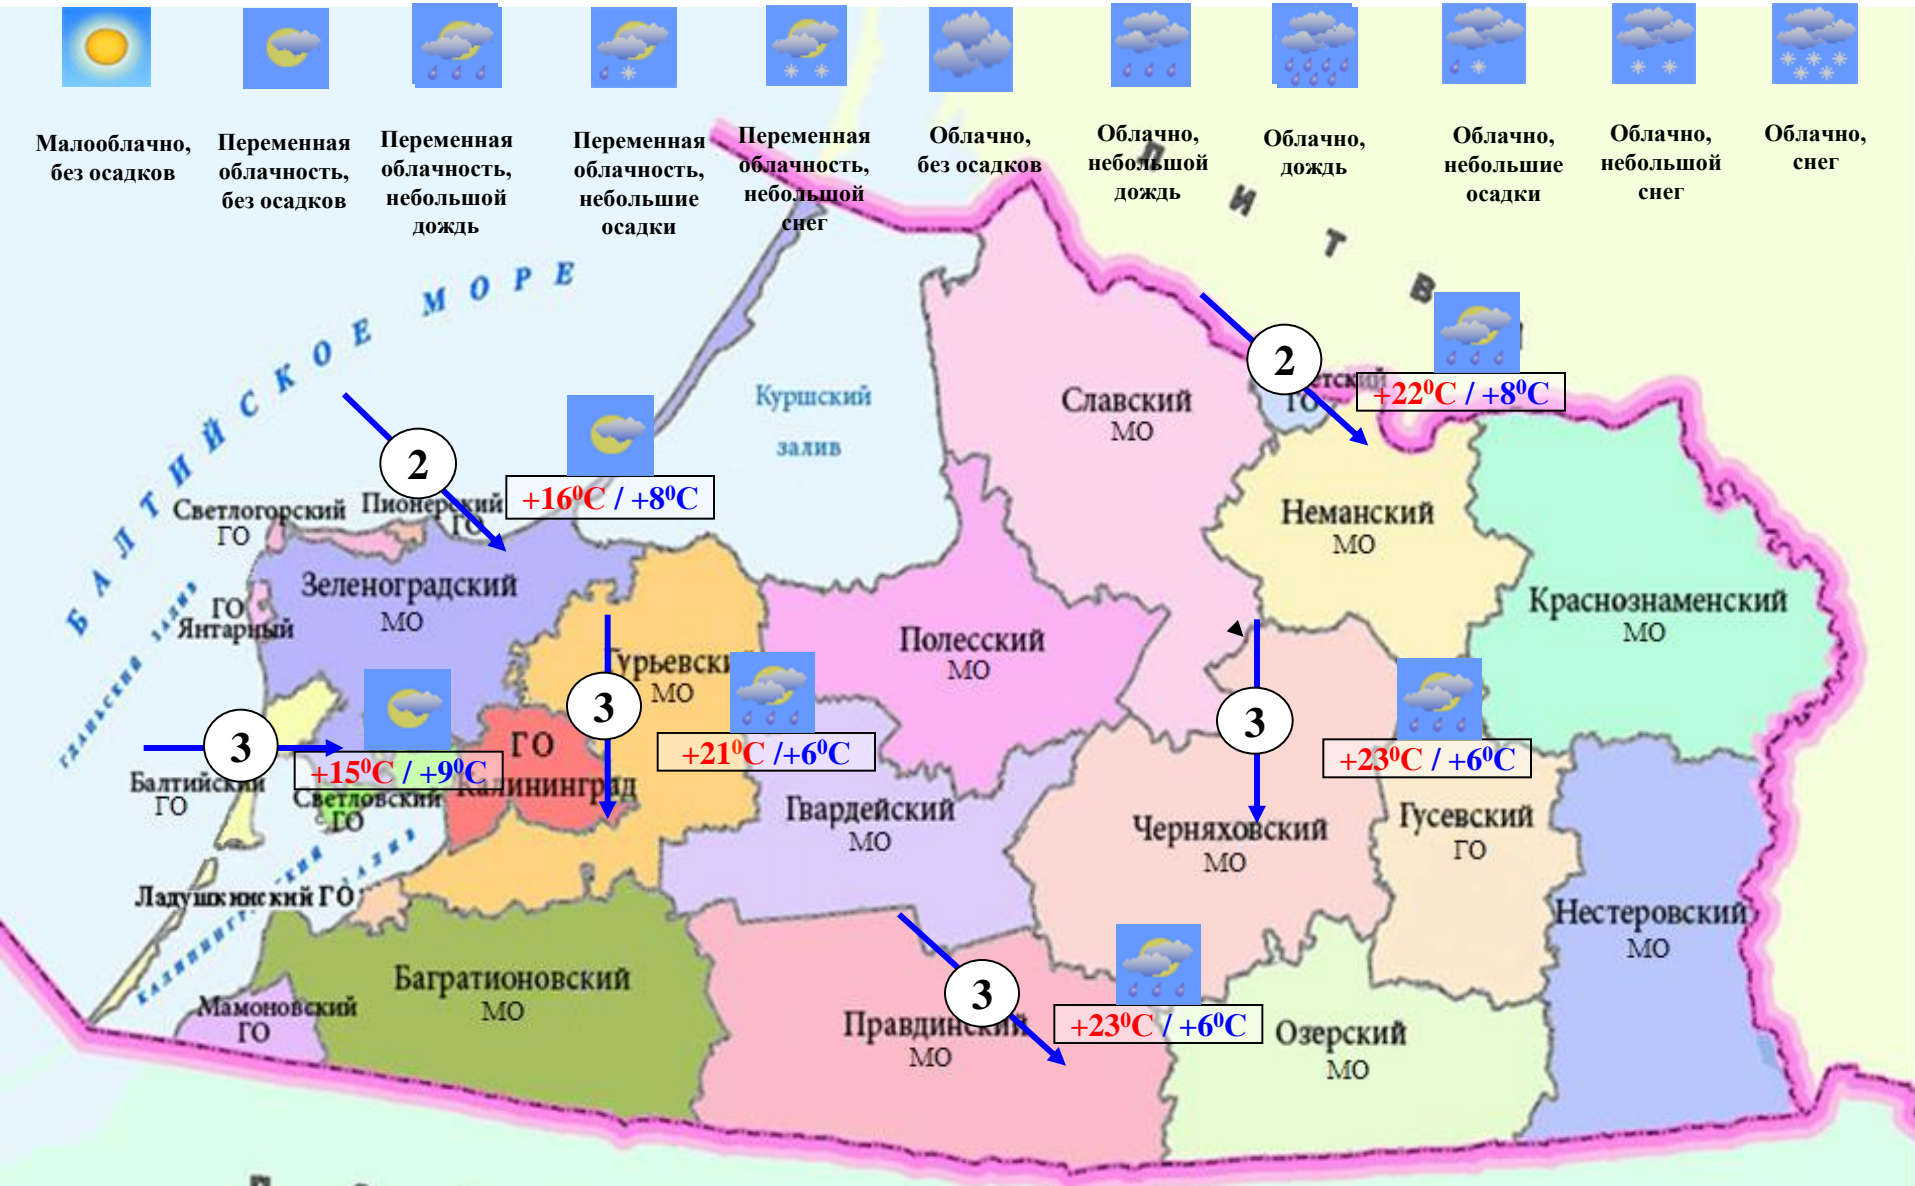 Малооблачно,
без осадков
Переменная
облачность,
без осадков
Переменная
облачность,
небольшой
дождь
Переменная
облачность,
небольшие
осадки
Переменная
облачность,
небольшой
снег
Облачно,
без осадков
Облачно,
небольшой
дождь
Облачно,
дождь
Облачно,
небольшие
осадки
Облачно,
небольшой
снег
Облачно,
снег
БАЛТИЙСКОЕ МОРЕ
Куршский
залив
Славский
МО
2
етский
ГО
+22⁰C / +8⁰C
2
+16⁰C / +8⁰C
Светлогорский
ГО
Пионерский
ГО
Зеленоградский
МО
ГО
Янтарный
Неманский
МО
Краснознаменский
МО
Полесский
МО
Гурьевски
МО
3
+21⁰C /+6⁰C
3
+23⁰C / +6⁰C
3
+15⁰C / +9⁰C
ГО
Калининград
Балтийский
ГО
Светловский
ГО
Гвардейский
МО
Черняховский
МО
Гусевский
ГО
Нестеровский
МО
Ладушкинский ГО
Багратионовский
МО
Мамоновский
ГО
3
+23⁰C / +6⁰C
Правдинский
МО
Озерский
МО